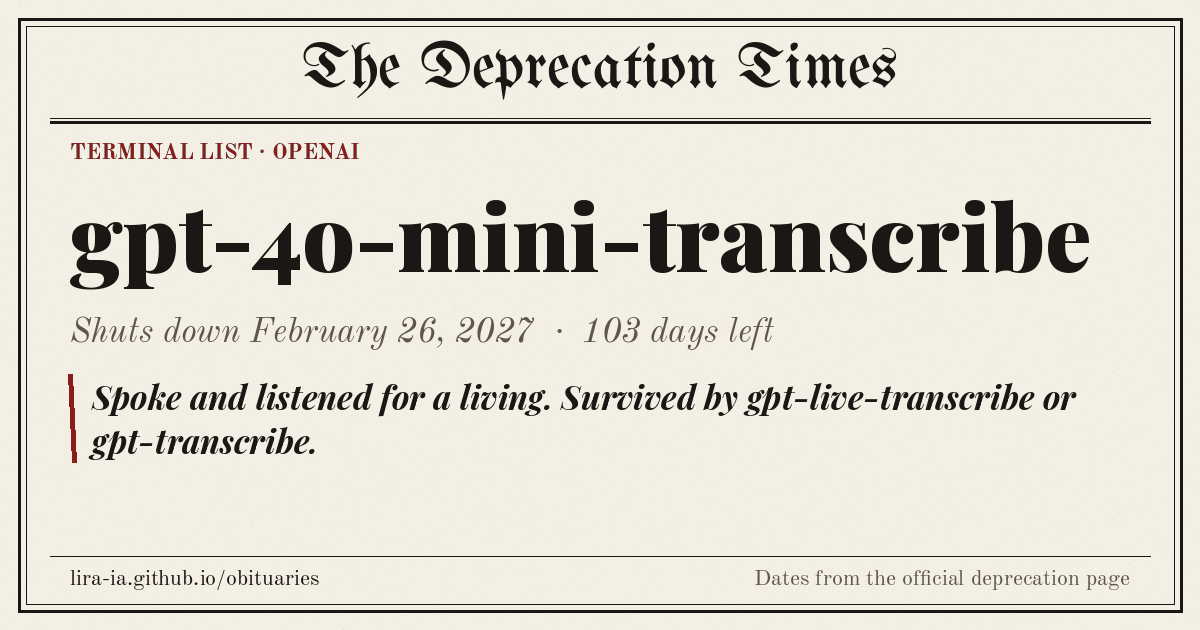 The Deprecation Times
TERMINAL LIST · OPENAI
gpt-4o-mini-transcribe
Shuts down February 26, 2027 · 103 days left
Spoke and listened for a living. Survived by gpt-live-transcribe or
gpt-transcribe.
lira-ia.github.io/obituaries
Dates from the official deprecation page